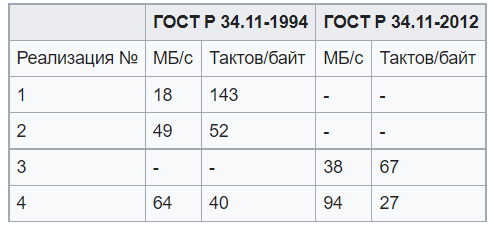 ГОСТ Р 34.11-1994 ГОСТ Р 34.11-2012
Реализация № МБ/с Тактов/байт МБ/с Тактов/байт
1 18 143 - -
2 49 52 - -
3 - - 38 67
4 64 40 94 27